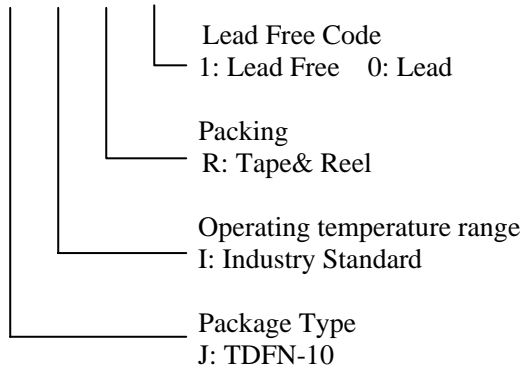 Lead Free Code
1: Lead Free 0: Lead
Packing
R: Tape& Reel
Operating temperature range
I: Industry Standard
Package Type
J: TDFN-10